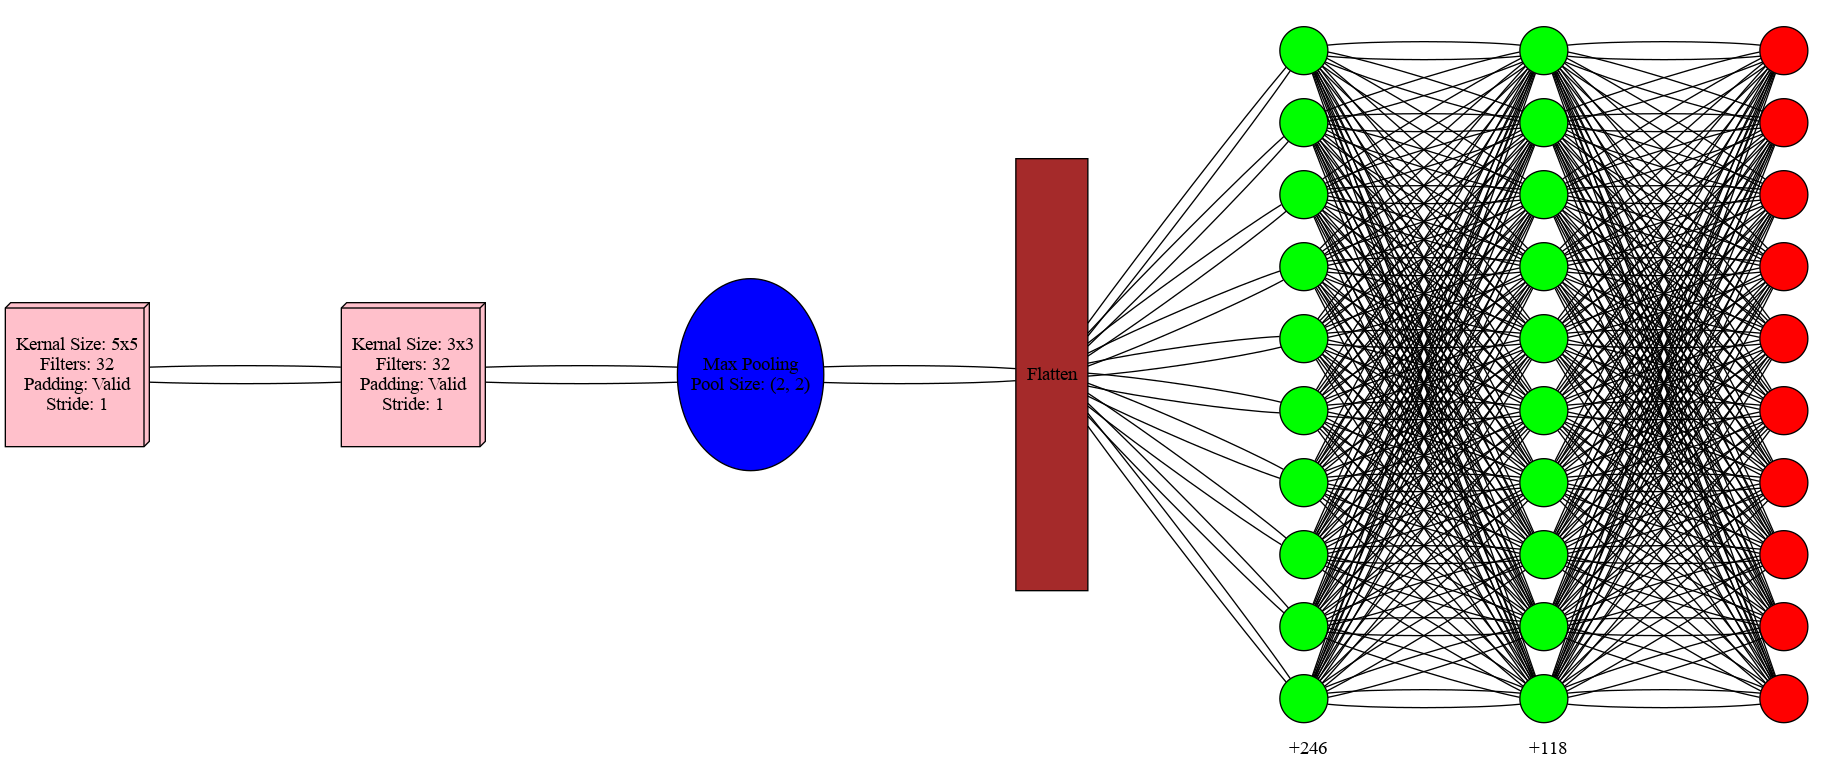 Kernal Size: 5x5
Filters: 32
Padding: Valid
Stride: 1
Kernal Size: 3x3
Filters: 32
Padding: Valid
Stride: 1
Max Pooling
Pool Size: (2, 2)
Flatten
+246
+118